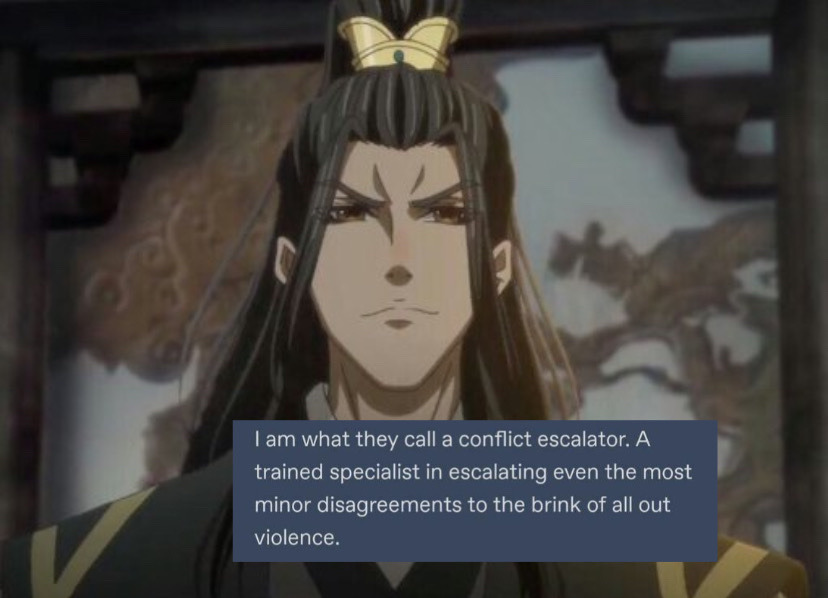 I am what they call a conflict escalator. A
trained specialist in escalating even the most
minor disagreements to the brink of all out
violence.